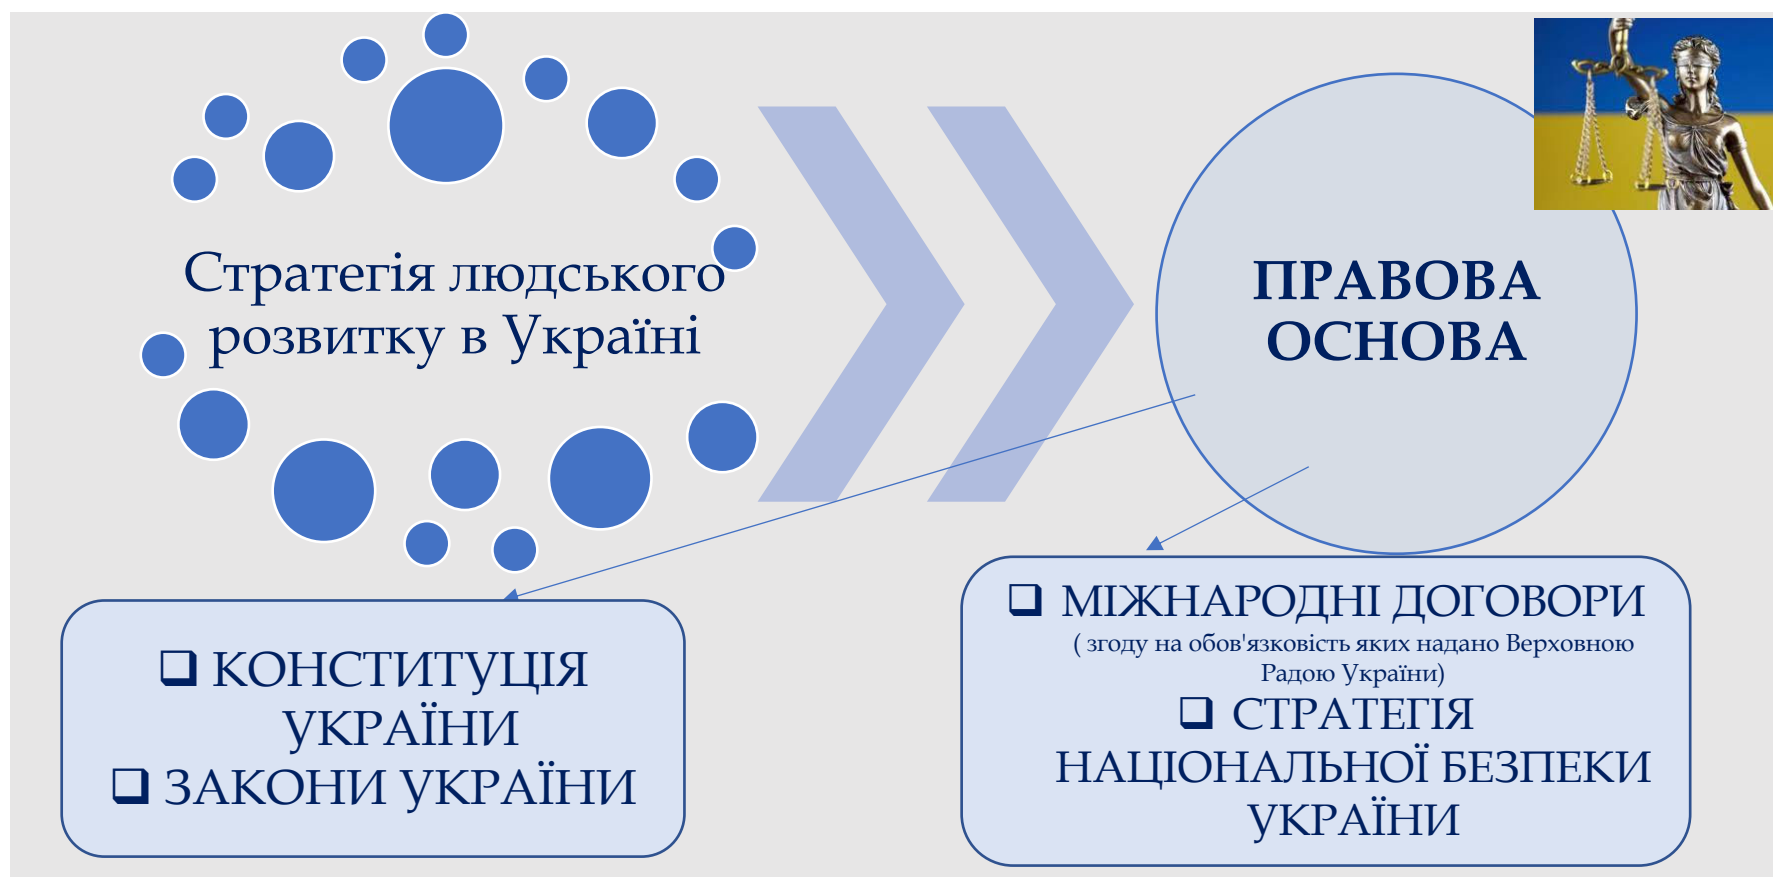 Стратегія людського
розвитку в Україні
ПРАВОВА
ОСНОВА
❑ КОНСТИТУЦІЯ
УКРАЇНИ
❑ ЗАКОНИ УКРАЇНИ
❑ МІЖНАРОДНІ ДОГОВОРИ
( згоду на обов'язковість яких надано Верховною
Радою України)
❑ СТРАТЕГІЯ
НАЦІОНАЛЬНОЇ БЕЗПЕКИ
УКРАЇНИ